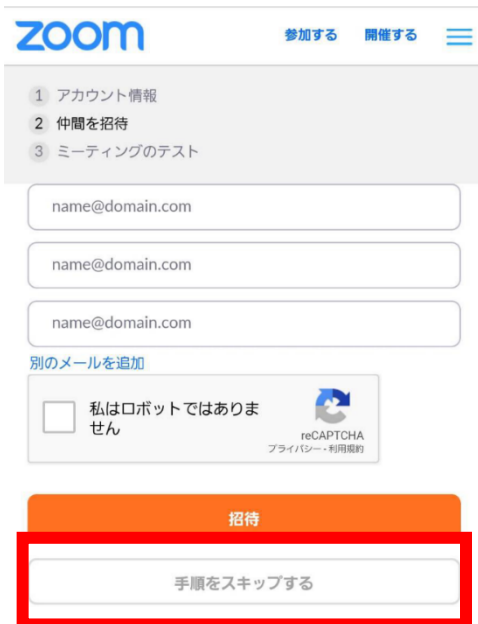 zoom 参加する 開催する
1 アカウント情報
2 仲間を招待
3 ミーティングのテスト
name@domain.com
name@domain.com
name@domain.com
別のメールを追加
私はロボットではありま
せん
reCAPTCHA
プライバシー - 利用規約
招待
手順をスキップする